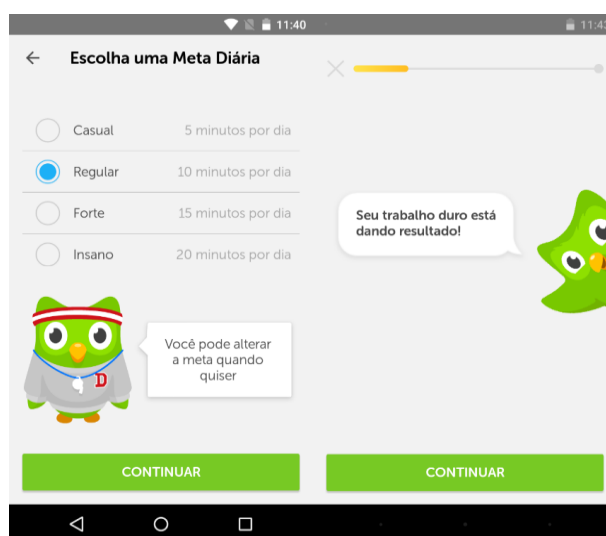 11:40
Escolha uma Meta Diária
Casual 5 minutos por dia
Regular 10 minutos por dia
Forte 15 minutos por dia
Insano 20 minutos por dia
D
Você pode alterar
a meta quando
quiser
CONTINUAR
Seu trabalho duro está
dando resultado!
CONTINUAR